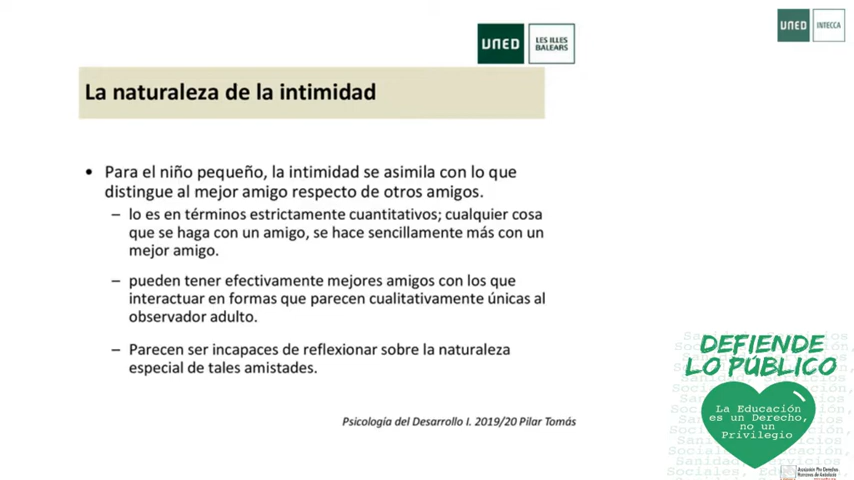 UNED
LES ILLES
BALEARS
UNED
INTECCA
La naturaleza de la intimidad
• Para el niño pequeño, la intimidad se asimila con lo que
distingue al mejor amigo respecto de otros amigos.
– lo es en términos estrictamente cuantitativos; cualquier cosa
que se haga con un amigo, se hace sencillamente más con un
mejor amigo.
– pueden tener efectivamente mejores amigos con los que
interactuar en formas que parecen cualitativamente únicas al
observador adulto.
– Parecen ser incapaces de reflexionar sobre la naturaleza
especial de tales amistades.
Psicología del Desarrollo I. 2019/20 Pilar Tomás
DEFIENDE
LO PÚBLICO
La Educación
es un Derecho,
no un
Privilegio